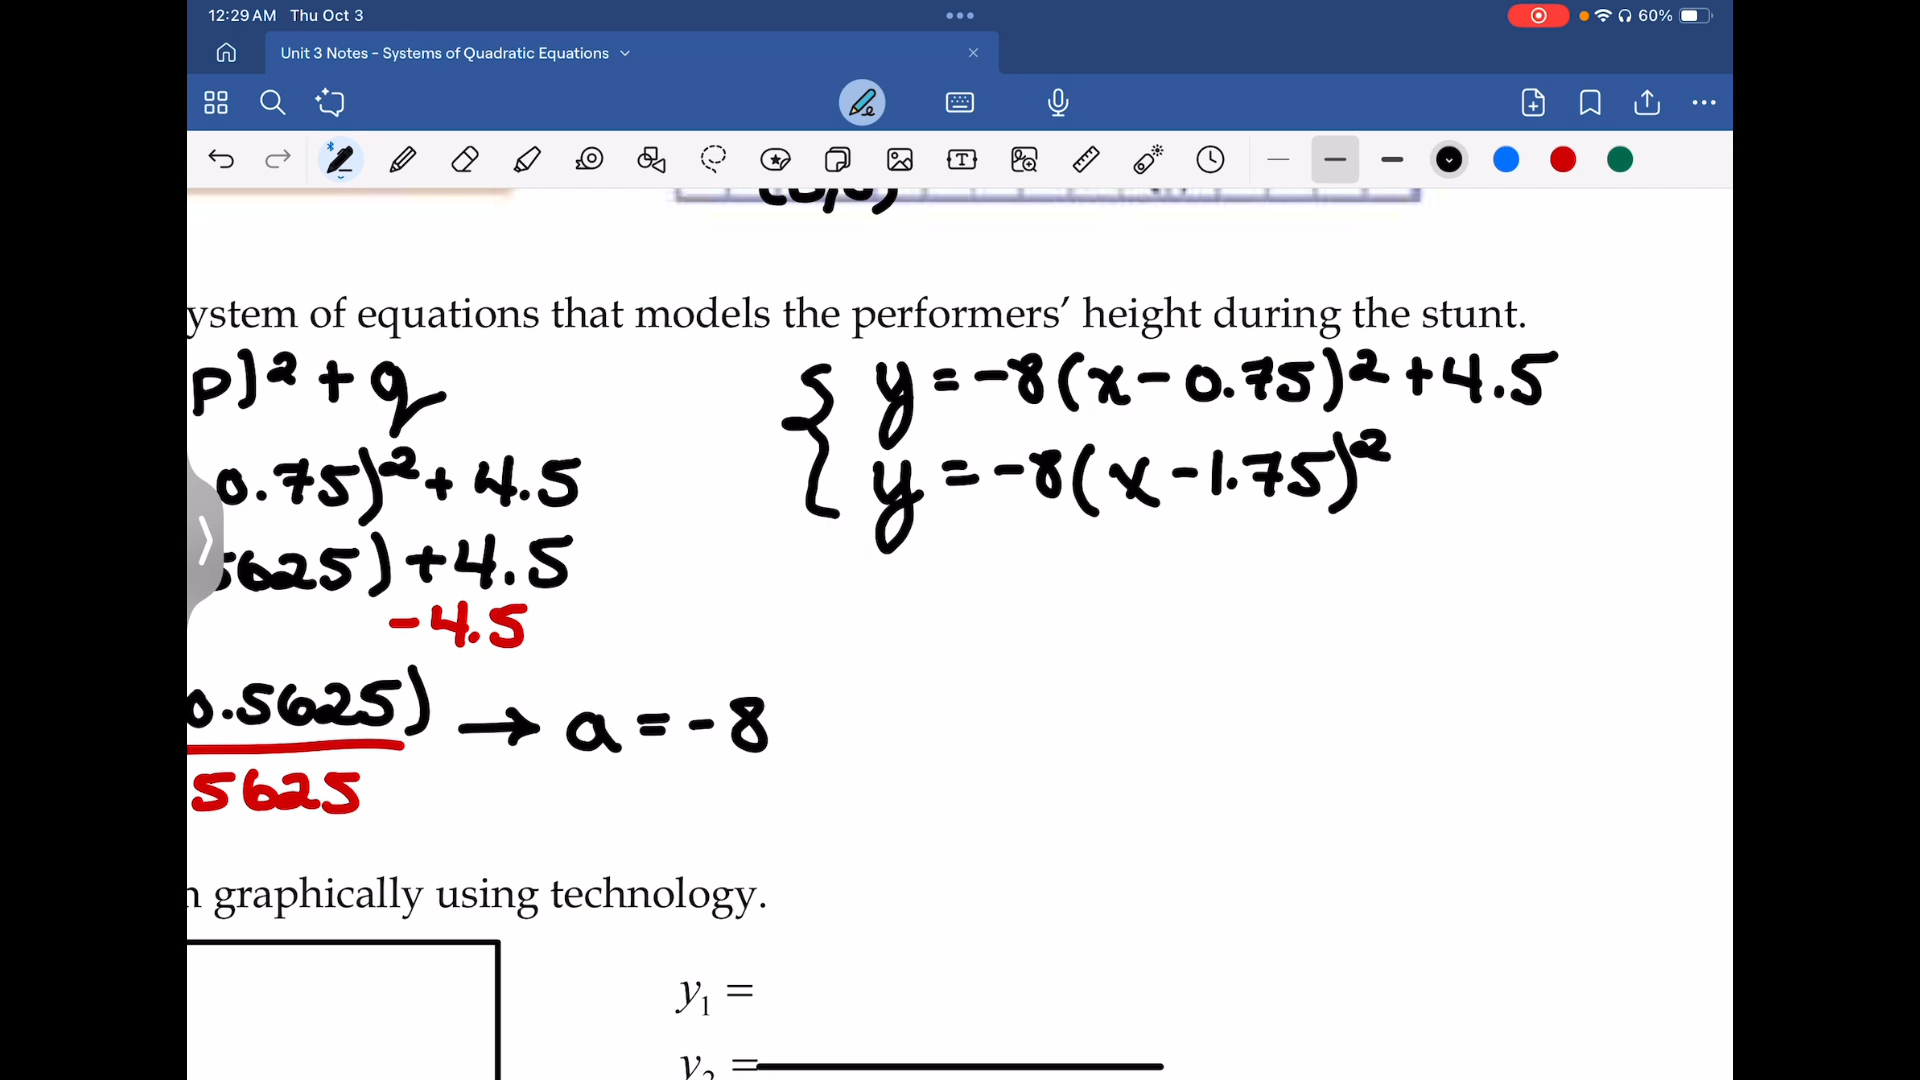 12:29 AM Thu Oct 3
60%
Unit 3 Notes - Systems of Quadratic Equations
ystem of equations that models the performers' height during the stunt.
p)² + q
0.75)² + 4.5
5625) + 4.5
-4.5
0.5625) → a = -8
5625
{ y = -8(x - 0.75)² + 4.5
y = -8(x - 1.75)²
n graphically using technology.
y₁ =
y₂ =